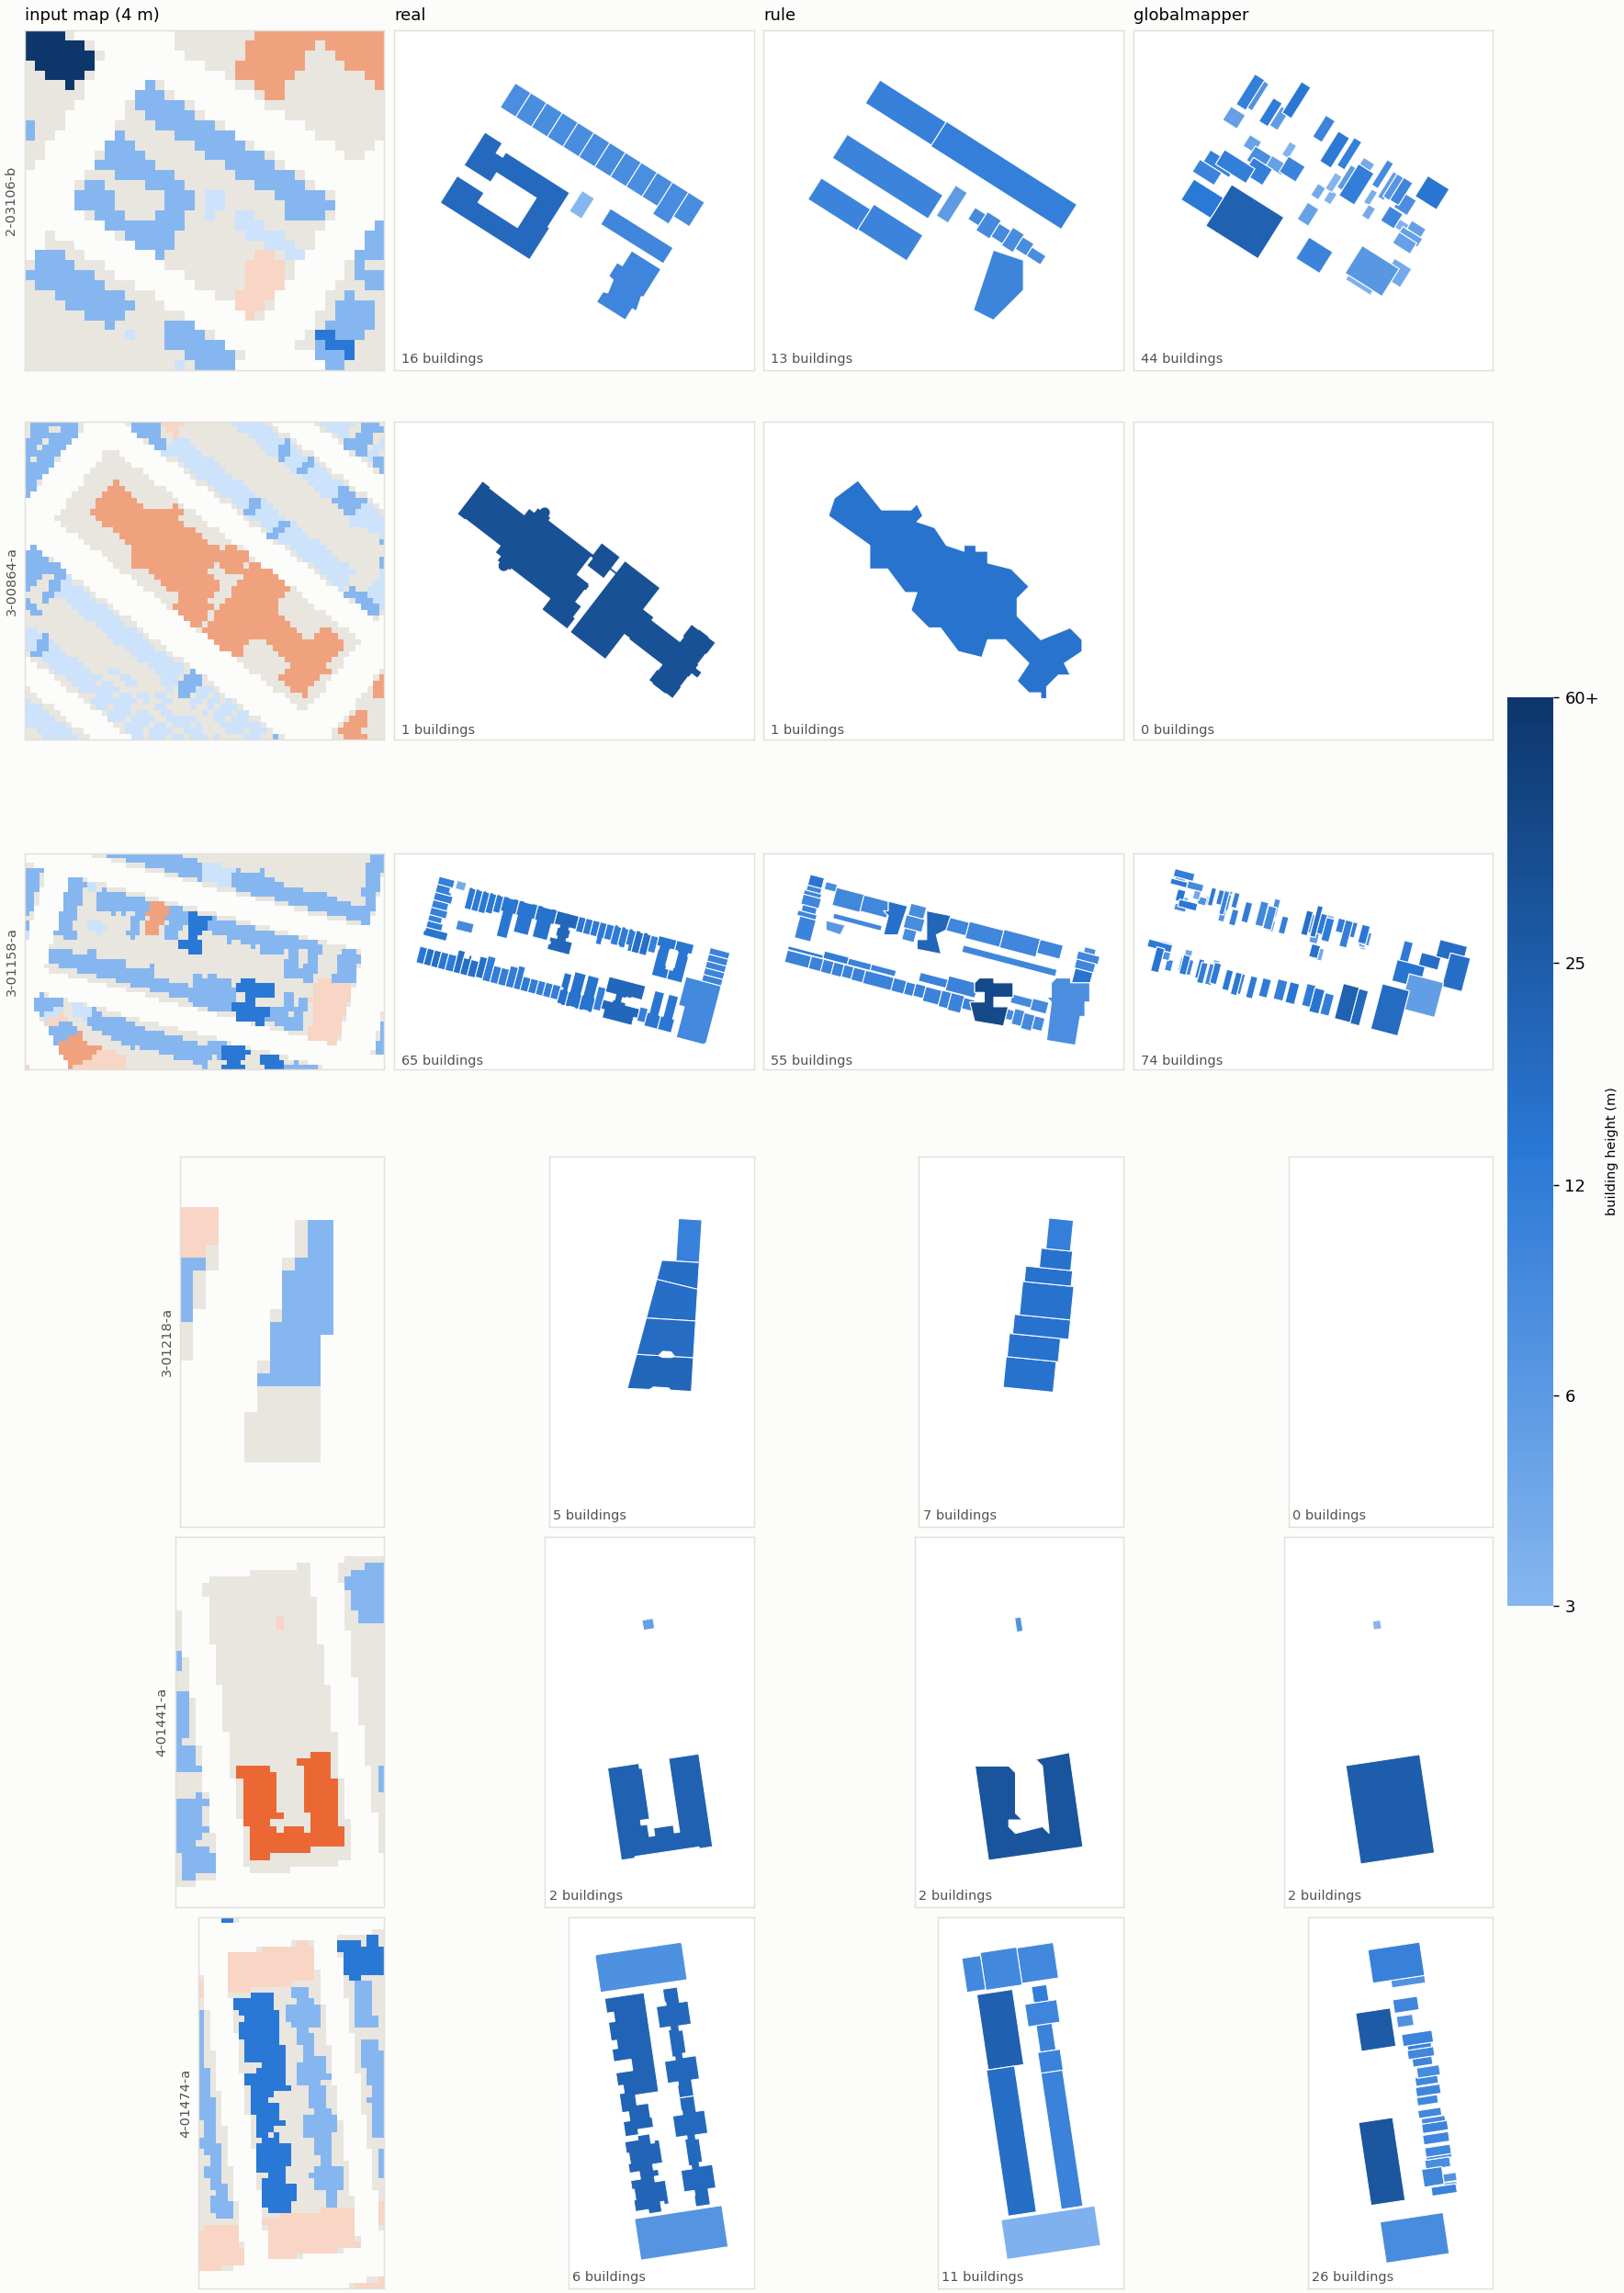 input map (4 m)
real
rule
globalmapper
2-03106-b
16 buildings
13 buildings
44 buildings
3-00864-a
1 buildings
1 buildings
0 buildings
3-01158-a
65 buildings
55 buildings
74 buildings
3-01218-a
5 buildings
7 buildings
0 buildings
4-01441-a
2 buildings
2 buildings
2 buildings
4-01474-a
6 buildings
11 buildings
26 buildings
60+
25
12
6
3
building height (m)